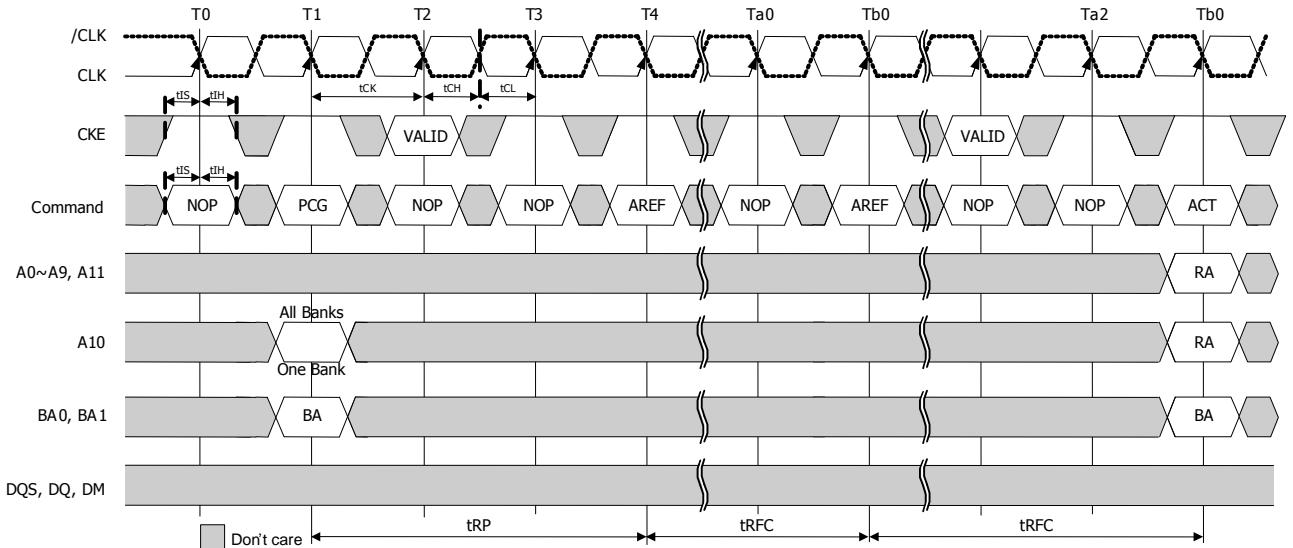 T0 T1 T2 T3 T4 Ta0 Tb0 Ta2 Tb0
/CLK
CLK
tCK tCH tCL
tIS tIH
CKE VALID VALID
tIS tIH
Command NOP PCG NOP NOP AREF NOP AREF NOP NOP ACT
A0~A9, A11 RA
All Banks
A10 RA
One Bank
BA0, BA1 BA BA
DQS, DQ, DM
tRP tRFC tRFC
Don't care